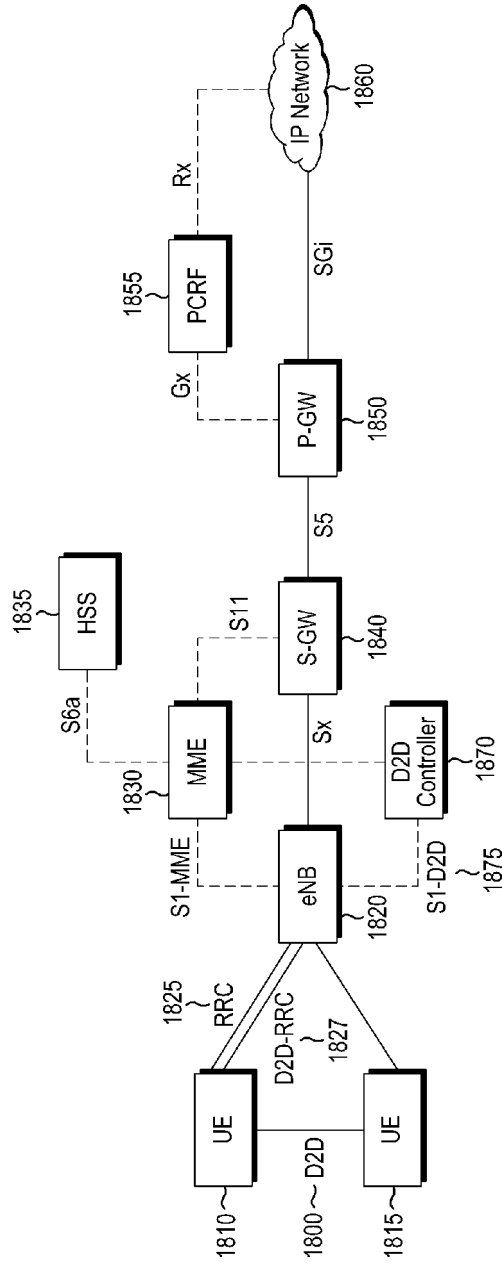 1835
HSS
S6a
1855
PCRF
Rx
Gx
1830
MME
S11
S1-MME
1825
RRC
D2D-RRC
1827
UE
1810
1800
D2D
UE
1815
eNB
1820
Sx
S-GW
1840
S5
P-GW
1850
SGi
IP Network
1860
D2D
Controller
1870
S1-D2D
1875